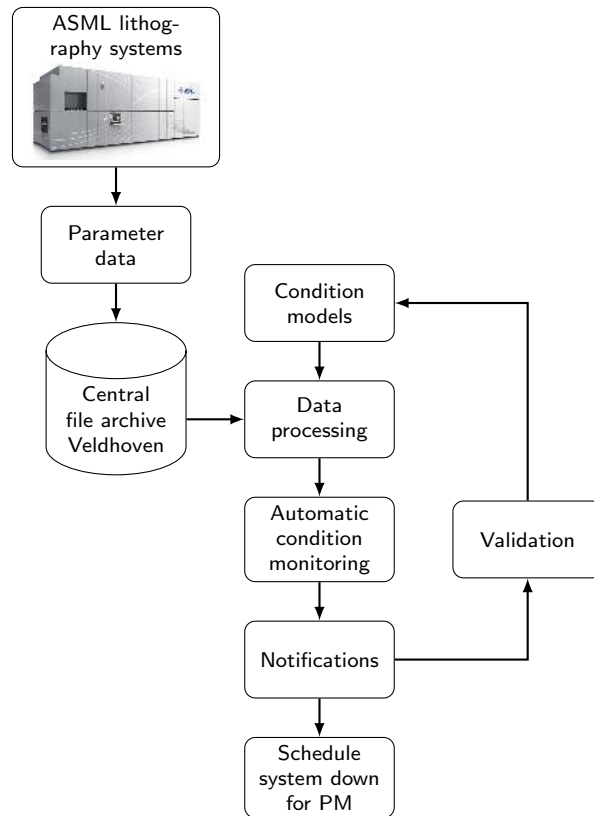 ASML lithog-
raphy systems
Parameter
data
Central
file archive
Veldhoven
Condition
models
Data
processing
Automatic
condition
monitoring
Validation
Notifications
Schedule
system down
for PM